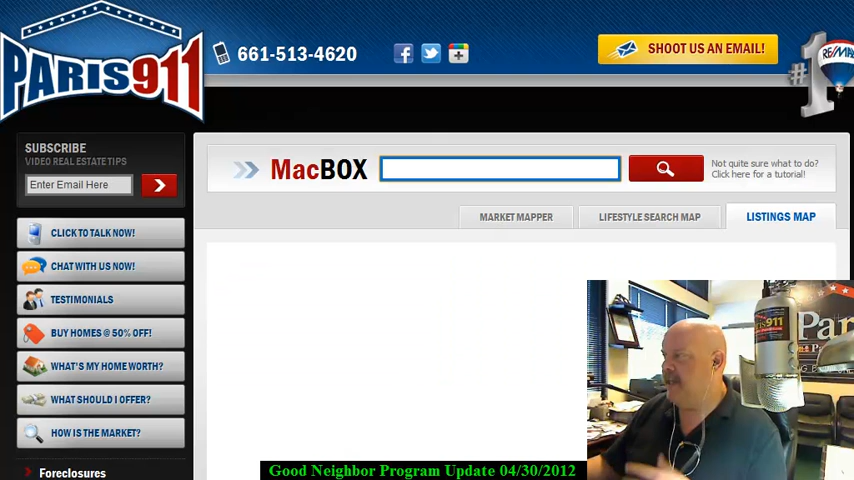 PARIS911
661-513-4620
SHOOT US AN EMAIL!
#1
RE/MAX
SUBSCRIBE
VIDEO REAL ESTATE TIPS
Enter Email Here
MacBOX
Not quite sure what to do?
Click here for a tutorial!
MARKET MAPPER
LIFESTYLE SEARCH MAP
LISTINGS MAP
CLICK TO TALK NOW!
CHAT WITH US NOW!
TESTIMONIALS
BUY HOMES @ 50% OFF!
WHAT'S MY HOME WORTH?
WHAT SHOULD I OFFER?
HOW IS THE MARKET?
Foreclosures
Paris911
Good Neighbor Program Update 04/30/2012